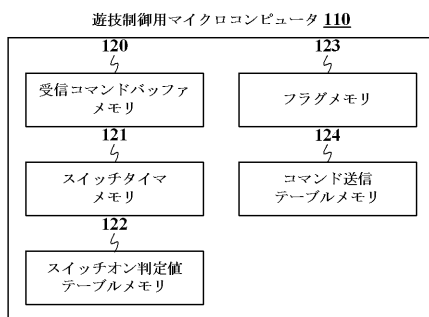 遊技制御用マイクロコンピュータ 110
120
受信コマンドバッファ
メモリ
121
スイッチタイマ
メモリ
122
スイッチオン判定値
テーブルメモリ
123
フラグメモリ
124
コマンド送信
テーブルメモリ